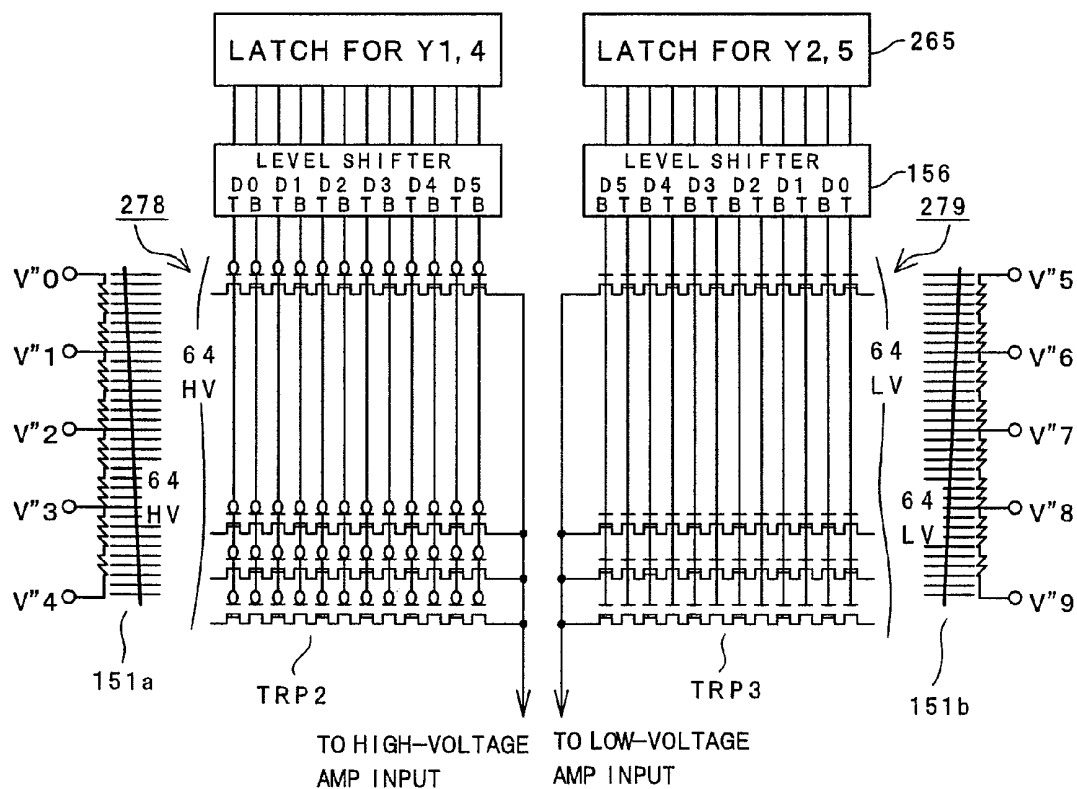 LATCH FOR Y1, 4
LATCH FOR Y2, 5
265
LEVEL SHIFTER
D0 D1 D2 D3 D4 D5
T B T B T B T B T B T B
LEVEL SHIFTER
D5 D4 D3 D2 D1 D0
B T B T B T B T B T B T
156
278
279
V"0
V"1
V"2
V"3
V"4
64
HV
64
HV
64
LV
64
LV
V"5
V"6
V"7
V"8
V"9
151a
TRP2
TRP3
151b
TO HIGH-VOLTAGE
AMP INPUT
TO LOW-VOLTAGE
AMP INPUT